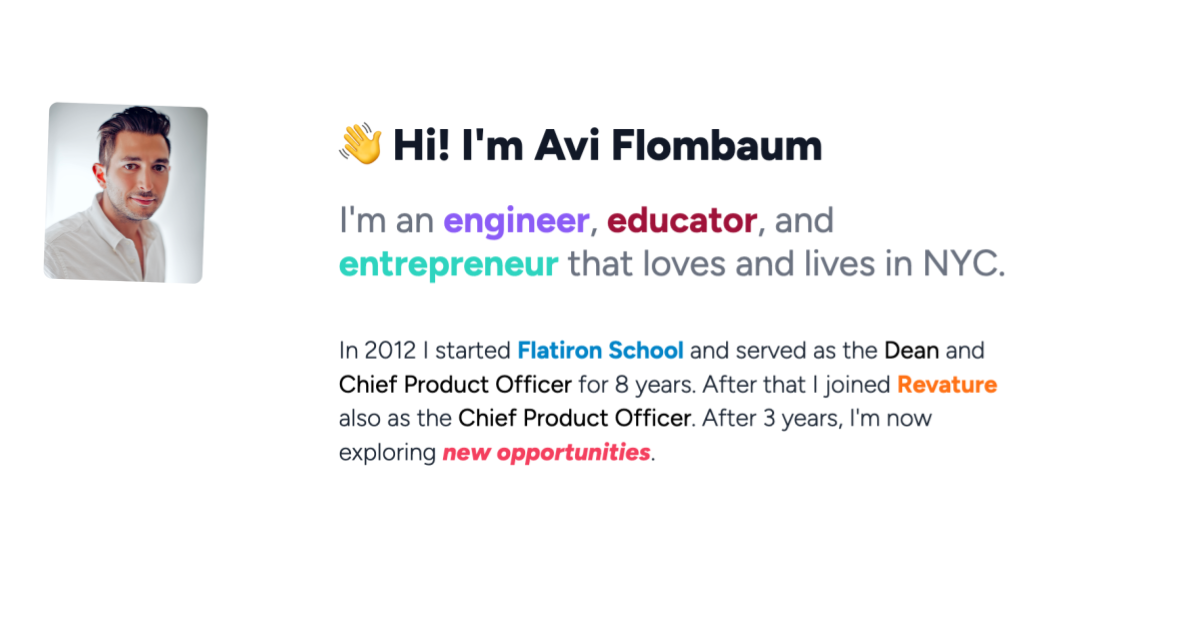 👋 Hi! I'm Avi Flombaum
I'm an engineer, educator, and
entrepreneur that loves and lives in NYC.
In 2012 I started Flatiron School and served as the Dean and
Chief Product Officer for 8 years. After that I joined Revature
also as the Chief Product Officer. After 3 years, I'm now
exploring new opportunities.